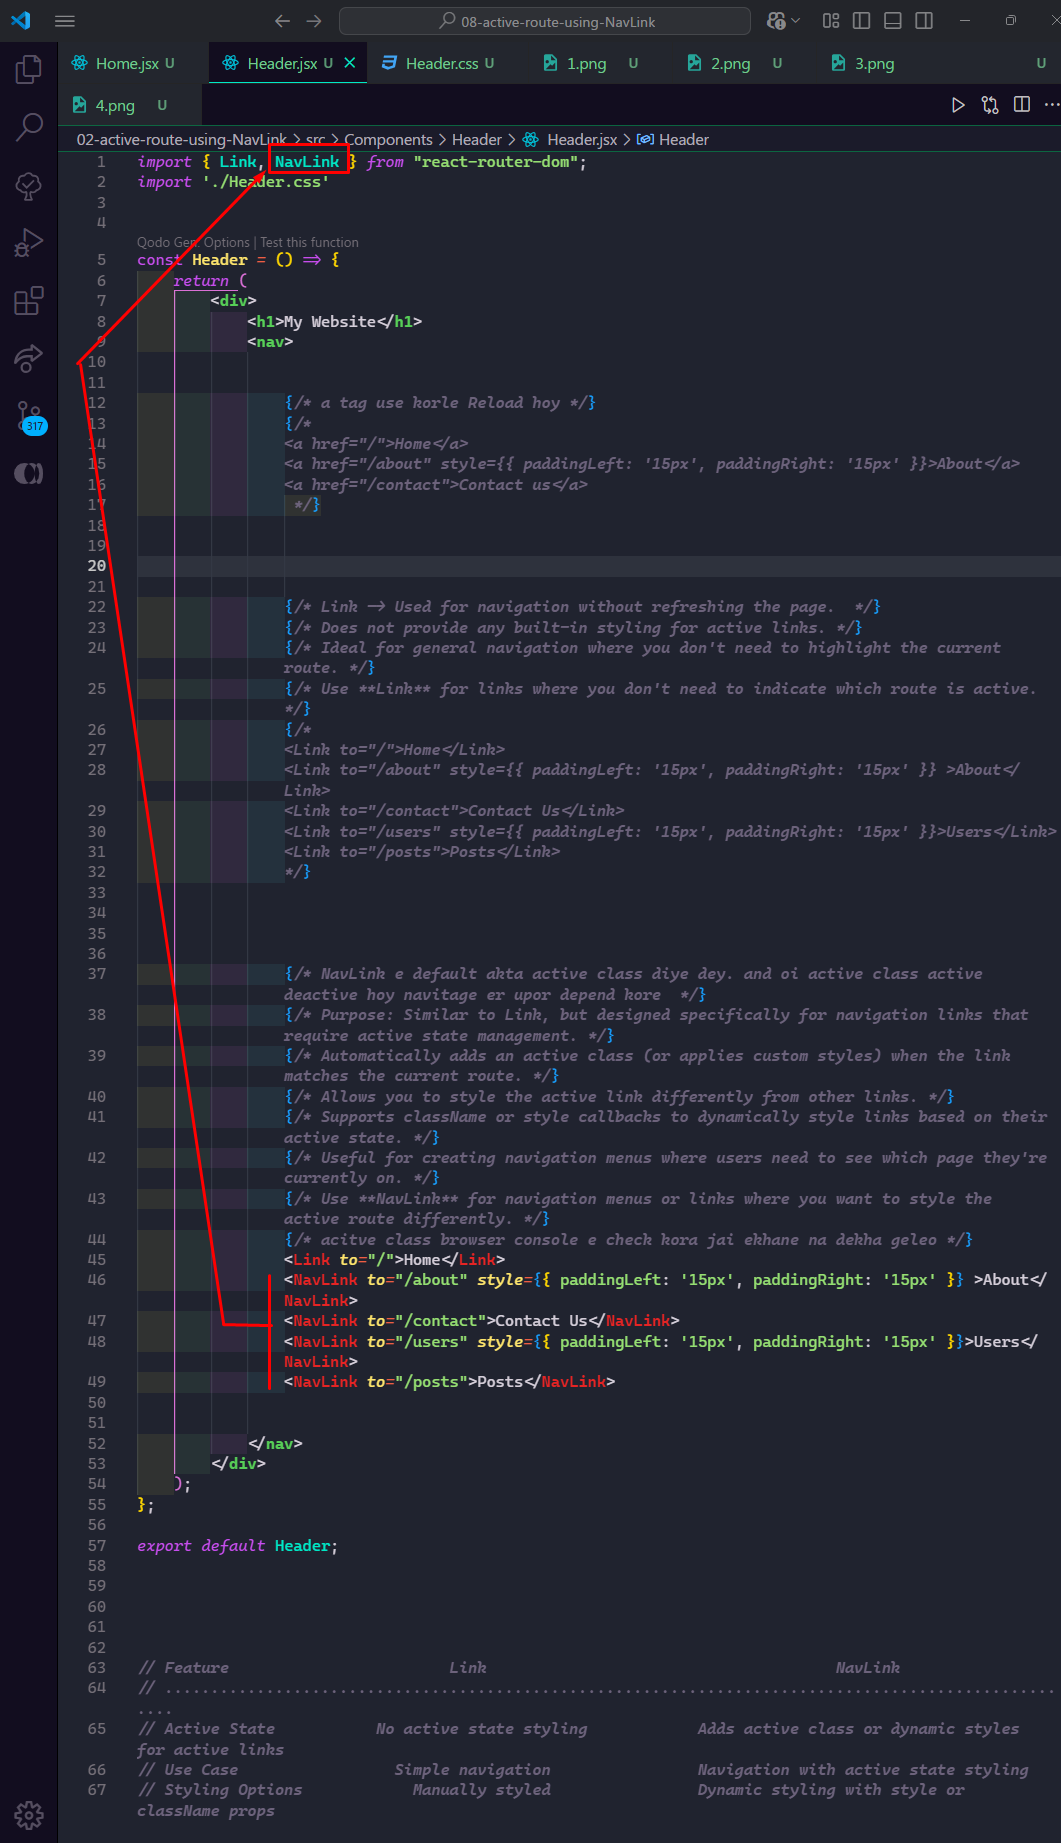 08-active-route-using-NavLink
Home.jsx U
Header.jsx U
Header.css U
1.png U
2.png U
3.png U
4.png U
02-active-route-using-NavLink > src > Components > Header > Header.jsx > Header
1 import { Link, NavLink } from "react-router-dom";
2 import './Header.css'
3
4
Qodo Gen: Options | Test this function
5 const Header = () => {
6 return (
7 <div>
8 <h1>My Website</h1>
9 <nav>
10
11
12 {/* a tag use korle Reload hoy */}
13 {/*
14 <a href="/">Home</a>
15 <a href="/about" style={{ paddingLeft: '15px', paddingRight: '15px' }}>About</a>
16 <a href="/contact">Contact us</a>
17 */}
18
19
20
21
22 {/* Link -> Used for navigation without refreshing the page.  */}
23 {/* Does not provide any built-in styling for active links. */}
24 {/* Ideal for general navigation where you don't need to highlight the current
route. */}
25 {/* Use **Link** for links where you don't need to indicate which route is active.
*/}
26 {/*
27 <Link to="/">Home</Link>
28 <Link to="/about" style={{ paddingLeft: '15px', paddingRight: '15px' }} >About</
Link>
29 <Link to="/contact">Contact Us</Link>
30 <Link to="/users" style={{ paddingLeft: '15px', paddingRight: '15px' }}>Users</Link>
31 <Link to="/posts">Posts</Link>
32 */}
33
34
35
36
37 {/* NavLink e default akta active class diye dey. and oi active class active
deactive hoy navitage er upor depend kore  */}
38 {/* Purpose: Similar to Link, but designed specifically for navigation links that
require active state management. */}
39 {/* Automatically adds an active class (or applies custom styles) when the link
matches the current route. */}
40 {/* Allows you to style the active link differently from other links. */}
41 {/* Supports className or style callbacks to dynamically style links based on their
active state. */}
42 {/* Useful for creating navigation menus where users need to see which page they're
currently on. */}
43 {/* Use **NavLink** for navigation menus or links where you want to style the
active route differently. */}
44 {/* acitve class browser console e check kora jai ekhane na dekha geleo */}
45 <Link to="/">Home</Link>
46 <NavLink to="/about" style={{ paddingLeft: '15px', paddingRight: '15px' }} >About</
NavLink>
47 <NavLink to="/contact">Contact Us</NavLink>
48 <NavLink to="/users" style={{ paddingLeft: '15px', paddingRight: '15px' }}>Users</
NavLink>
49 <NavLink to="/posts">Posts</NavLink>
50
51
52 </nav>
53 </div>
54 );
55 };
56
57 export default Header;
58
59
60
61
62
63 // Feature Link NavLink
64 // .................................................................................................
....
65 // Active State No active state styling Adds active class or dynamic styles
for active links
66 // Use Case Simple navigation Navigation with active state styling
67 // Styling Options Manually styled Dynamic styling with style or
className props
317